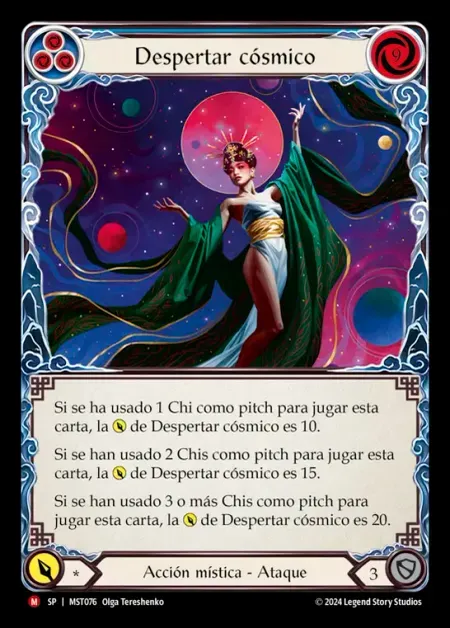 Despertar cósmico
9
Si se ha usado 1 Chi como pitch para jugar esta
carta, la de Despertar cósmico es 10.
Si se han usado 2 Chis como pitch para jugar esta
carta, la de Despertar cósmico es 15.
Si se han usado 3 o más Chis como pitch para
jugar esta carta, la de Despertar cósmico es 20.
*
Acción mística - Ataque
3
M SP | MST076 Olga Tereshenko
© 2024 Legend Story Studios